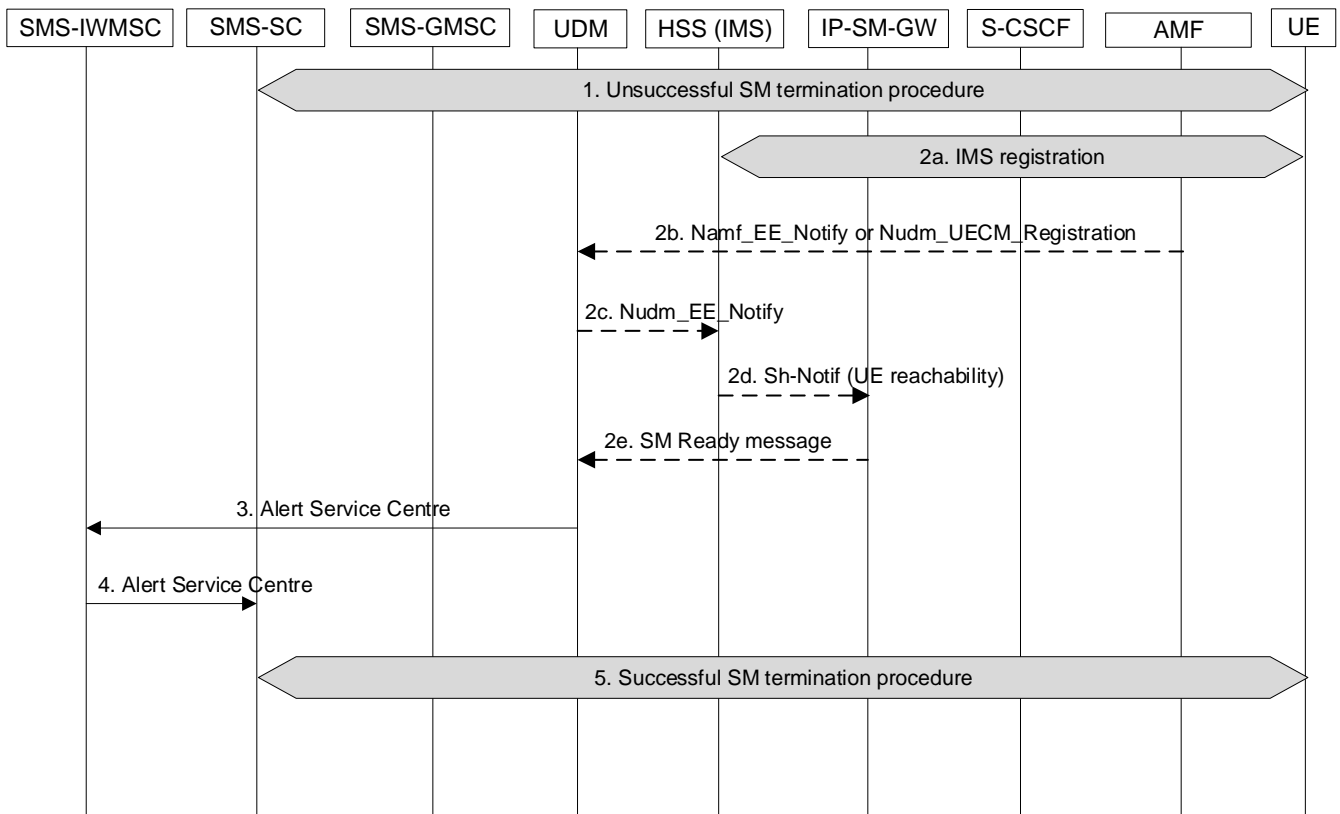 SMS-IWMSC
SMS-SC
SMS-GMSC
UDM
HSS (IMS)
IP-SM-GW
S-CSCF
AMF
UE
1. Unsuccessful SM termination procedure
2a. IMS registration
2b. Namf_EE_Notify or Nudm_UECM_Registration
2c. Nudm_EE_Notify
2d. Sh-Notif (UE reachability)
2e. SM Ready message
3. Alert Service Centre
4. Alert Service Centre
5. Successful SM termination procedure